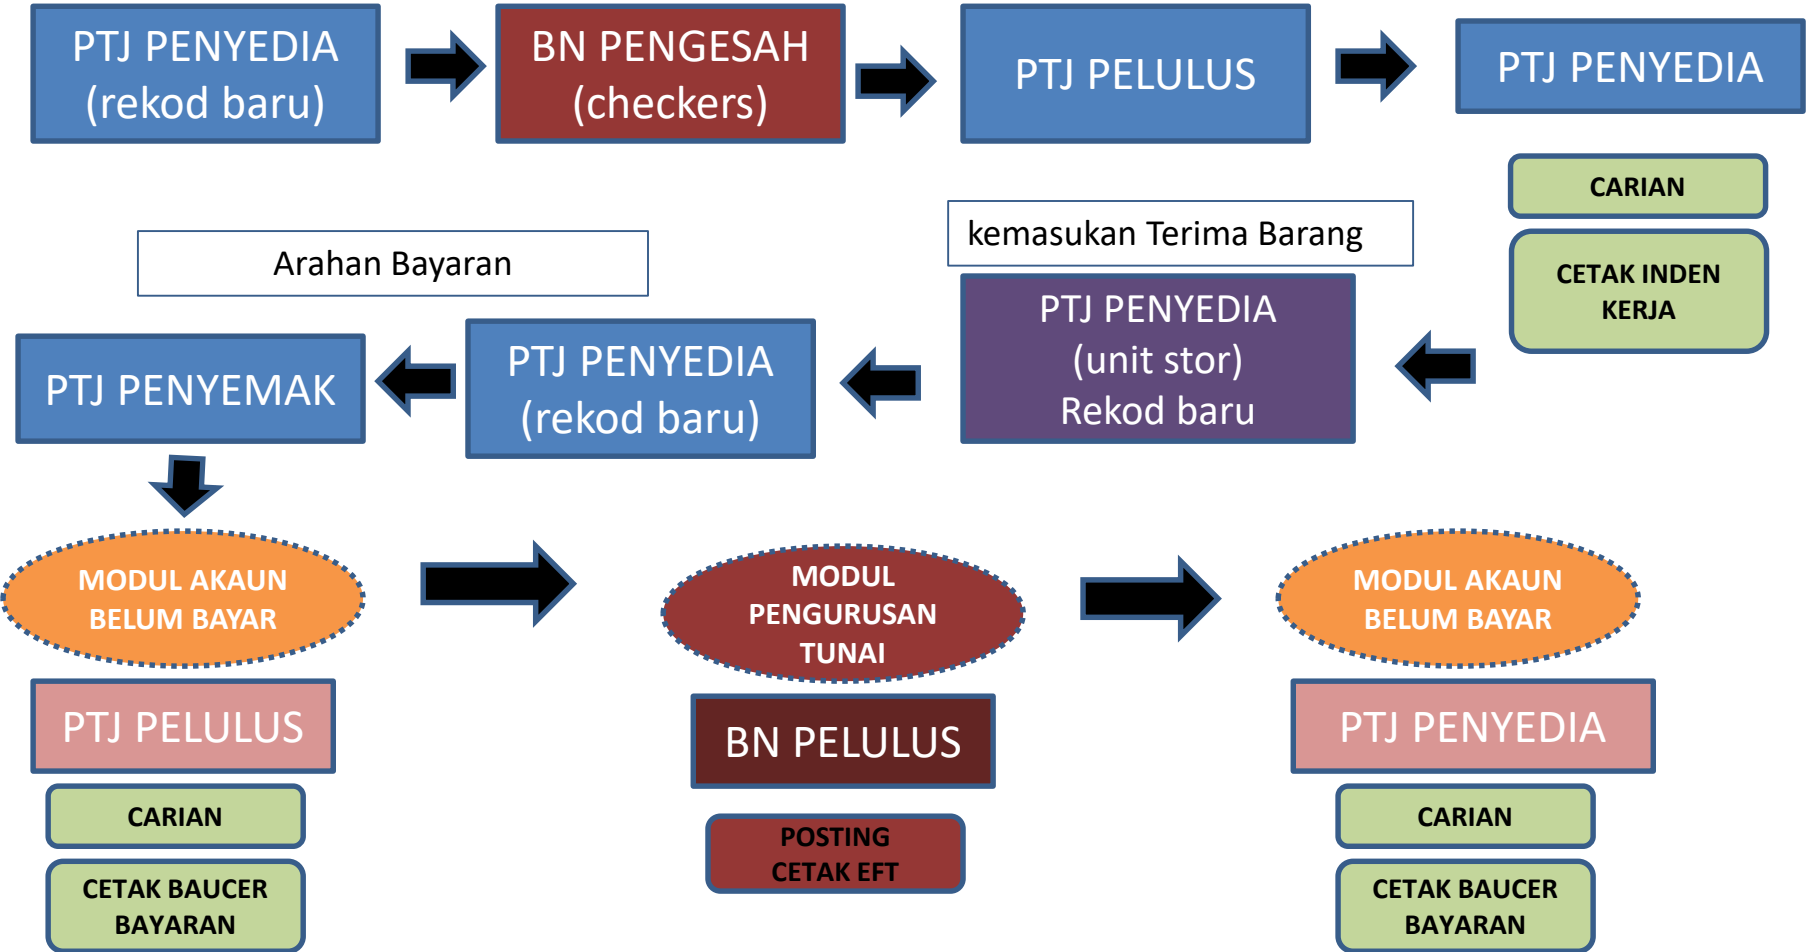 PTJ PENYEDIA
(rekod baru)
BN PENGESAH
(checkers)
PTJ PELULUS
PTJ PENYEDIA
CARIAN
CETAK INDEN
KERJA
kemasukan Terima Barang
PTJ PENYEDIA
(unit stor)
Rekod baru
Arahan Bayaran
PTJ PENYEDIA
(rekod baru)
PTJ PENYEMAK
MODUL AKAUN
BELUM BAYAR
PTJ PELULUS
CARIAN
CETAK BAUCER
BAYARAN
MODUL
PENGURUSAN
TUNAI
BN PELULUS
POSTING
CETAK EFT
MODUL AKAUN
BELUM BAYAR
PTJ PENYEDIA
CARIAN
CETAK BAUCER
BAYARAN